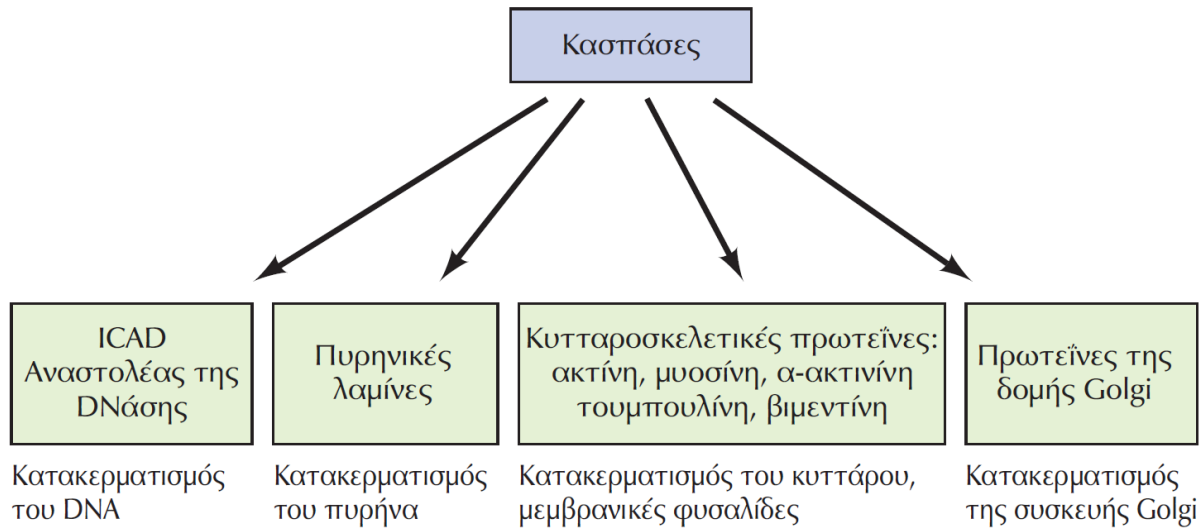 Κασπάσες
ICAD
Αναστολέας της
DNάσης
Πυρηνικές
λαμίνες
Κυτταροσκελετικές πρωτεΐνες:
ακτίνη, μυοσίνη, α-ακτινίνη
τουμπουλίνη, βιμεντίνη
Πρωτεΐνες της
δομής Golgi
Κατακερματισμός
του DNA
Κατακερματισμός
του πυρήνα
Κατακερματισμός του κυττάρου,
μεμβρανικές φυσαλίδες
Κατακερματισμός
της συσκευής Golgi